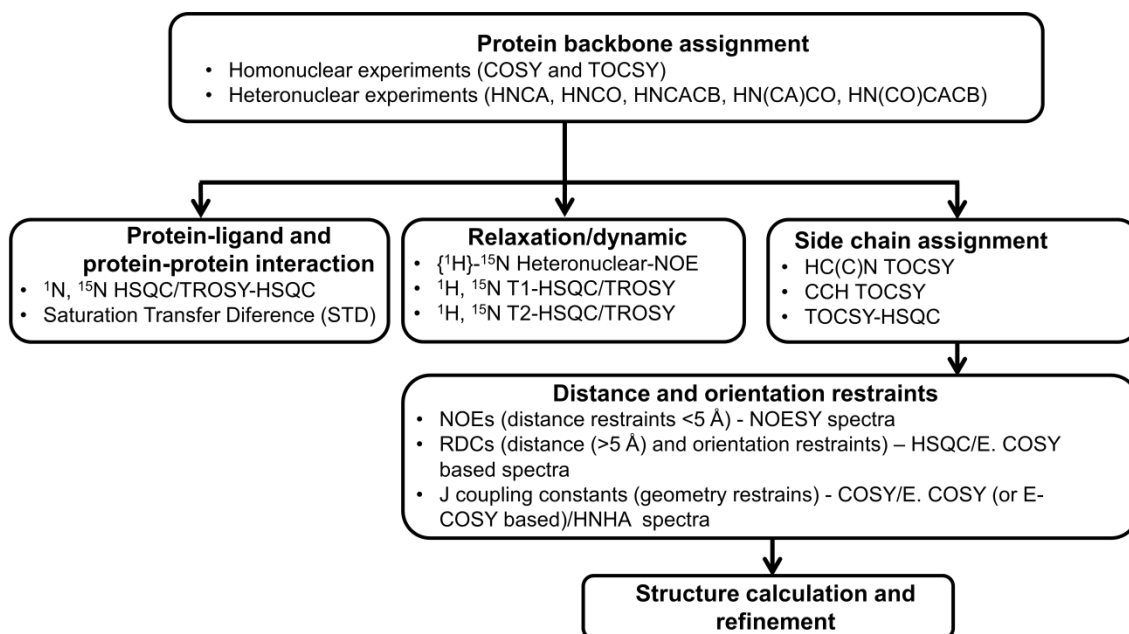 Protein backbone assignment
• Homonuclear experiments (COSY and TOCSY)
• Heteronuclear experiments (HNCA, HNCO, HNCACB, HN(CA)CO, HN(CO)CACB)
Protein-ligand and
protein-protein interaction
• ¹N, ¹⁵N HSQC/TROSY-HSQC
• Saturation Transfer Diference (STD)
Relaxation/dynamic
• {¹H}-¹⁵N Heteronuclear-NOE
• ¹H, ¹⁵N T1-HSQC/TROSY
• ¹H, ¹⁵N T2-HSQC/TROSY
Side chain assignment
• HC(C)N TOCSY
• CCH TOCSY
• TOCSY-HSQC
Distance and orientation restraints
• NOEs (distance restraints <5 Å) - NOESY spectra
• RDCs (distance (>5 Å) and orientation restraints) – HSQC/E. COSY
based spectra
• J coupling constants (geometry restrains) - COSY/E. COSY (or E-
COSY based)/HNHA spectra
Structure calculation and
refinement